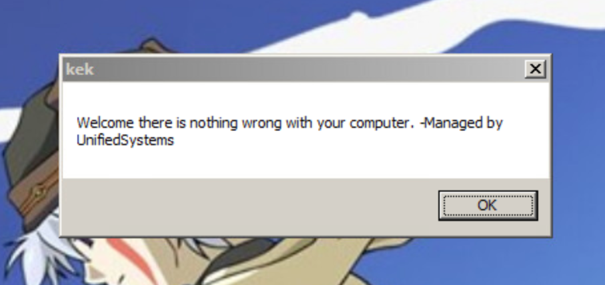 kek
Welcome there is nothing wrong with your computer. -Managed by
UnifiedSystems
OK